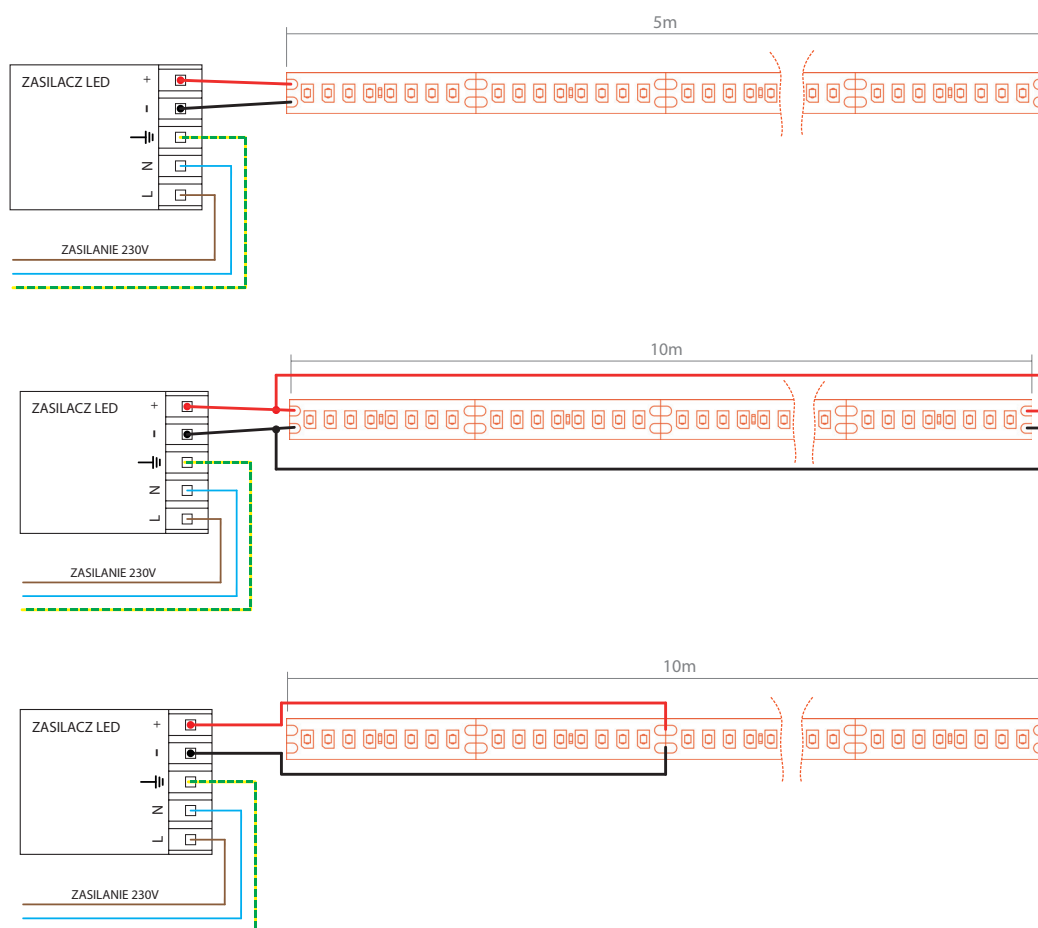 5m
ZASILACZ LED
+
-
N
L
ZASILANIE 230V
10m
ZASILACZ LED
+
-
N
L
ZASILANIE 230V
10m
ZASILACZ LED
+
-
N
L
ZASILANIE 230V